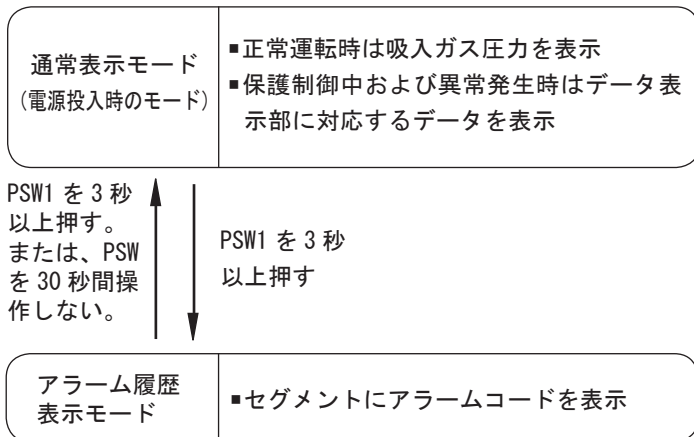 通常表示モード
(電源投入時のモード)
▪正常運転時は吸入ガス圧力を表示
▪保護制御中および異常発生時はデータ表
示部に対応するデータを表示
PSW1 を 3 秒
以上押す。
または、PSW
を 30 秒間操
作しない。
PSW1 を 3 秒
以上押す
アラーム履歴
表示モード
▪セグメントにアラームコードを表示